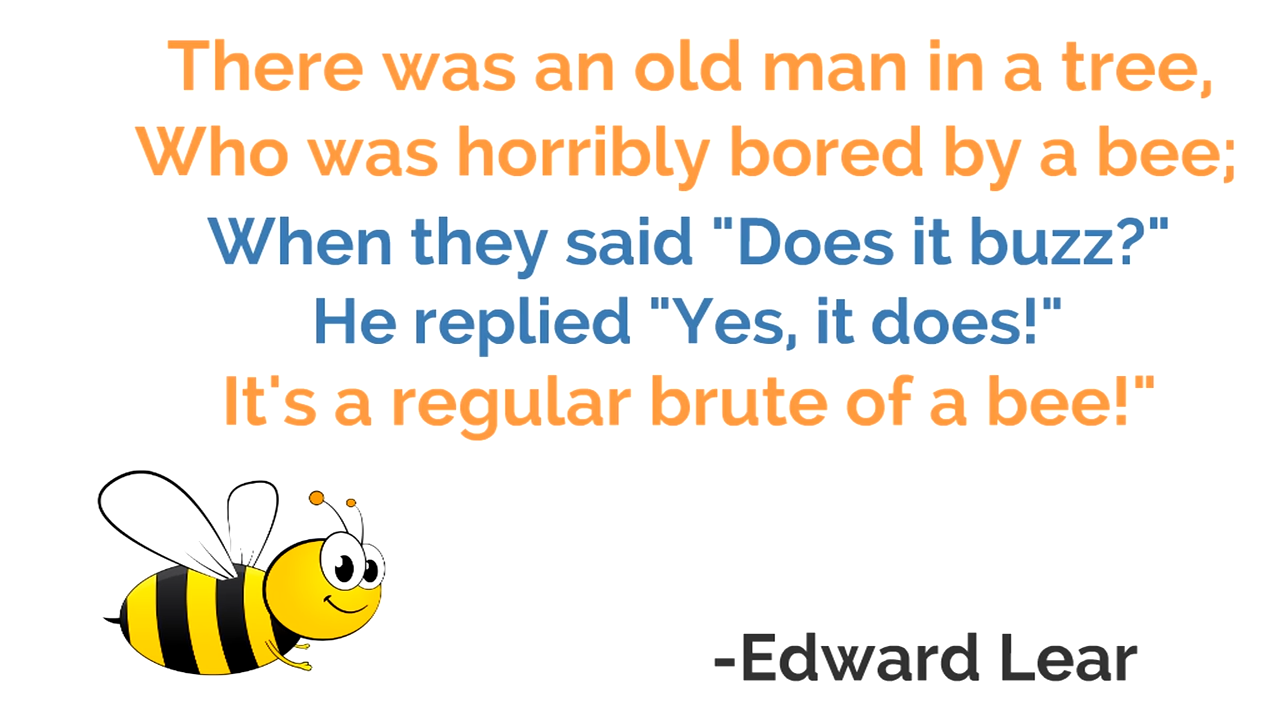 There was an old man in a tree,
Who was horribly bored by a bee;
When they said "Does it buzz?"
He replied "Yes, it does!"
It's a regular brute of a bee!"
-Edward Lear